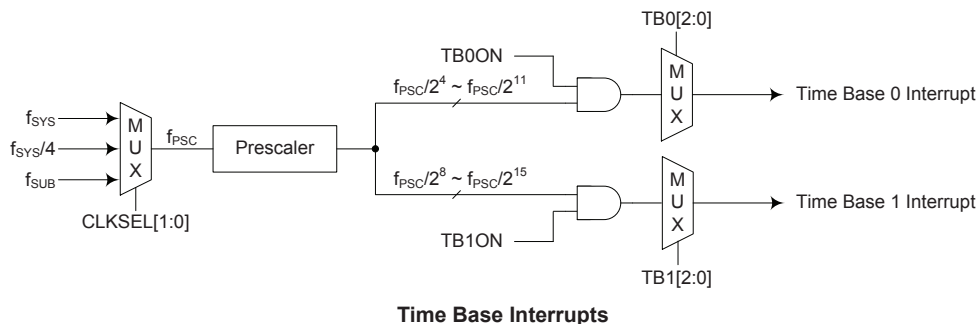 TB0[2:0]
TB0ON
M
U
X
fPSC/2⁴ ~ fPSC/2¹¹
Time Base 0 Interrupt
fSYS
fSYS/4
fSUB
M
U
X
fPSC
Prescaler
CLKSEL[1:0]
fPSC/2⁸ ~ fPSC/2¹⁵
M
U
X
Time Base 1 Interrupt
TB1ON
TB1[2:0]
Time Base Interrupts